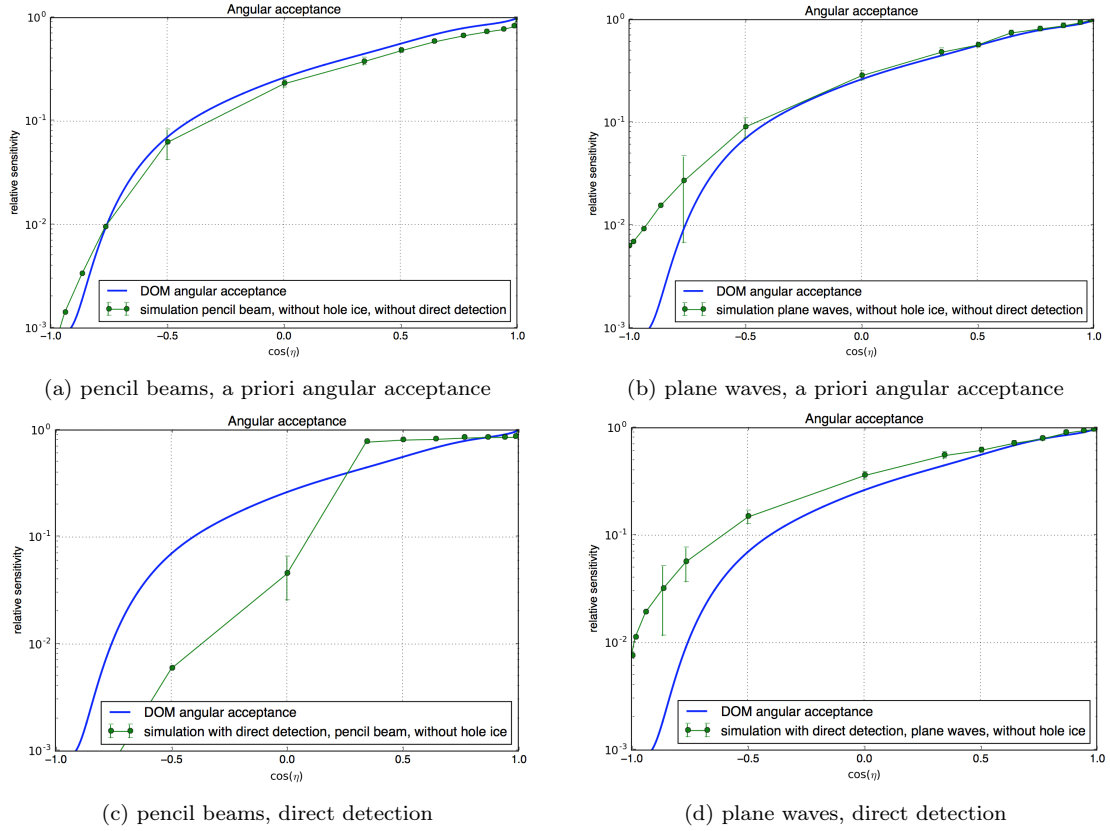 Angular acceptance
relative sensitivity
10^0
10^-1
10^-2
10^-3
-1.0 -0.5 0.0 0.5 1.0
cos(η)
DOM angular acceptance
simulation pencil beam, without hole ice, without direct detection
(a) pencil beams, a priori angular acceptance
Angular acceptance
relative sensitivity
10^0
10^-1
10^-2
10^-3
−1.0 −0.5 0.0 0.5 1.0
cos(η)
DOM angular acceptance
simulation plane waves, without hole ice, without direct detection
(b) plane waves, a priori angular acceptance
Angular acceptance
relative sensitivity
10^0
10^-1
10^-2
10^-3
-1.0 -0.5 0.0 0.5 1.0
cos(η)
DOM angular acceptance
simulation with direct detection, pencil beam, without hole ice
(c) pencil beams, direct detection
Angular acceptance
relative sensitivity
10^0
10^-1
10^-2
10^-3
−1.0 −0.5 0.0 0.5 1.0
cos(η)
DOM angular acceptance
simulation with direct detection, plane waves, without hole ice
(d) plane waves, direct detection